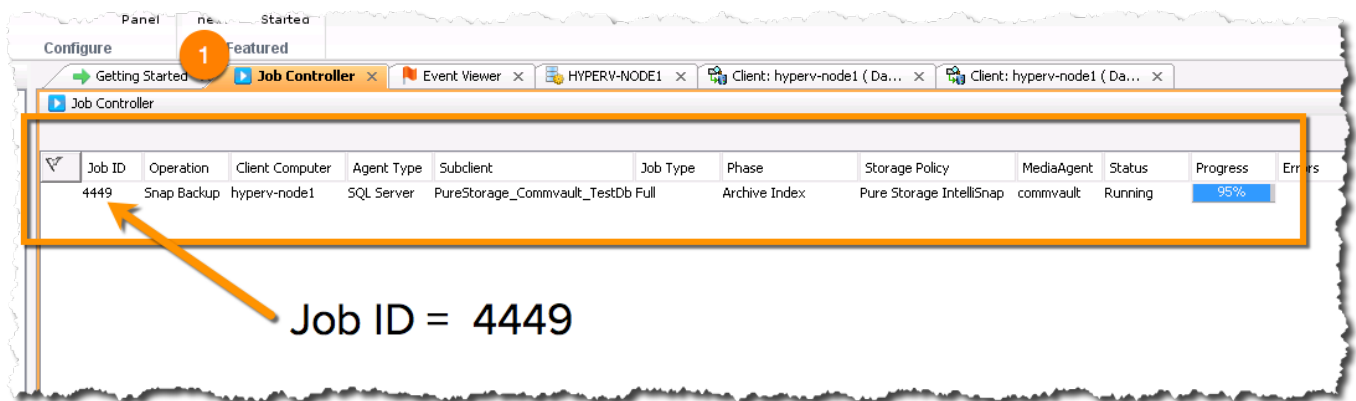 Panel ne... Started
Configure Featured
1
Getting Started Job Controller Event Viewer HYPERV-NODE1 Client: hyperv-node1 ( Da... Client: hyperv-node1 ( Da...
Job Controller
Job ID Operation Client Computer Agent Type Subclient Job Type Phase Storage Policy MediaAgent Status Progress Errors
4449 Snap Backup hyperv-node1 SQL Server PureStorage_Commvault_TestDb Full Archive Index Pure Storage IntelliSnap commvault Running 95%
Job ID = 4449